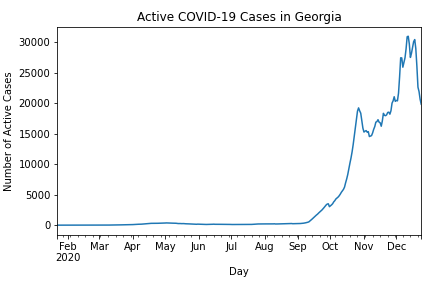 Active COVID-19 Cases in Georgia
Number of Active Cases
30000
25000
20000
15000
10000
5000
0
Feb Mar Apr May Jun Jul Aug Sep Oct Nov Dec
2020
Day